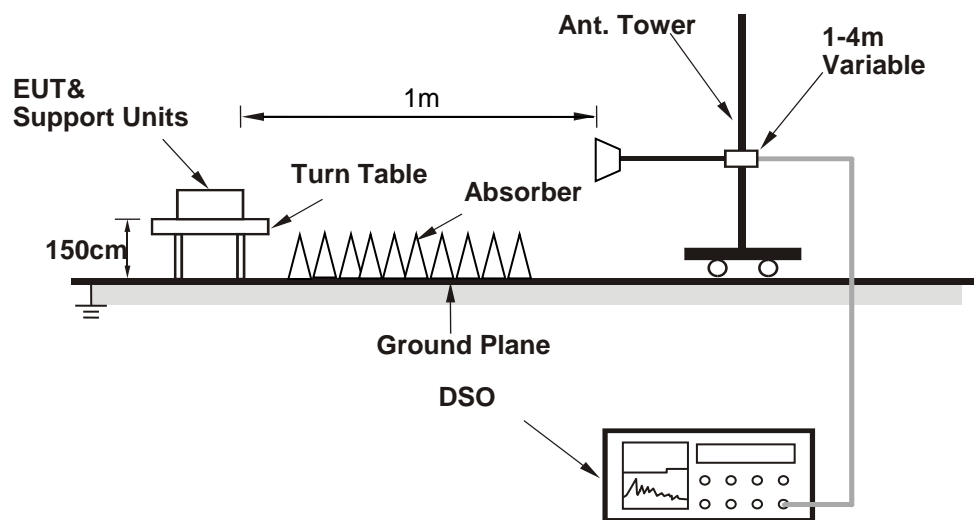 Ant. Tower
1-4m
Variable
EUT&
Support Units
1m
Turn Table
Absorber
150cm
Ground Plane
DSO